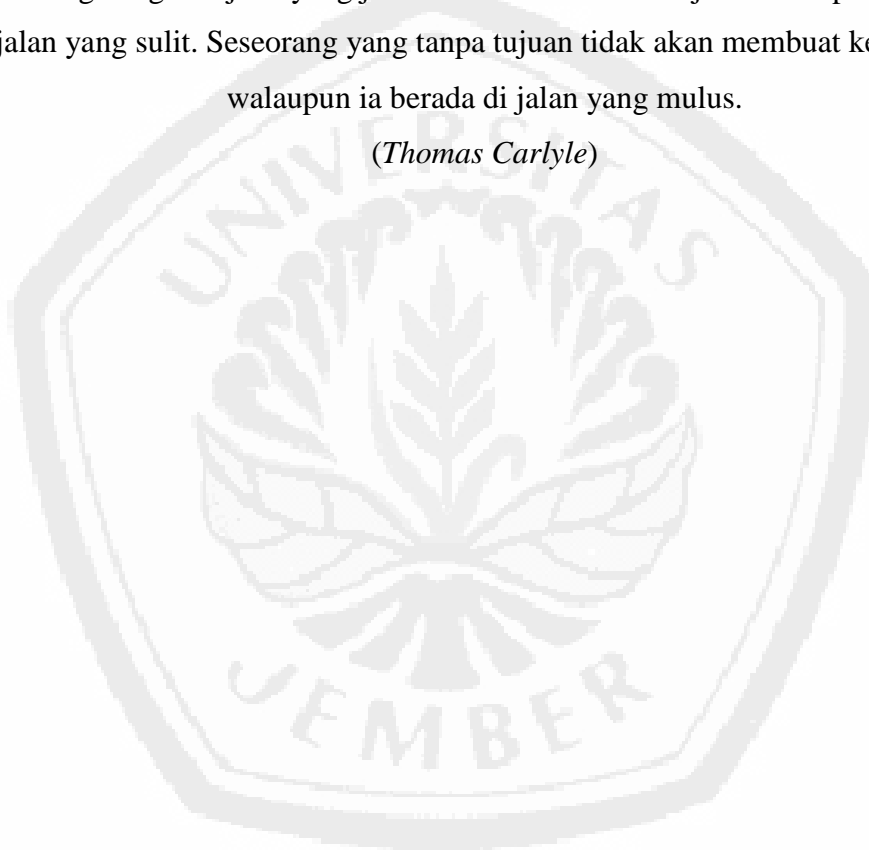 jalan yang sulit. Seseorang yang tanpa tujuan tidak akan membuat ke
walaupun ia berada di jalan yang mulus.
(Thomas Carlyle)
UNIVERSITAS
JEMBER